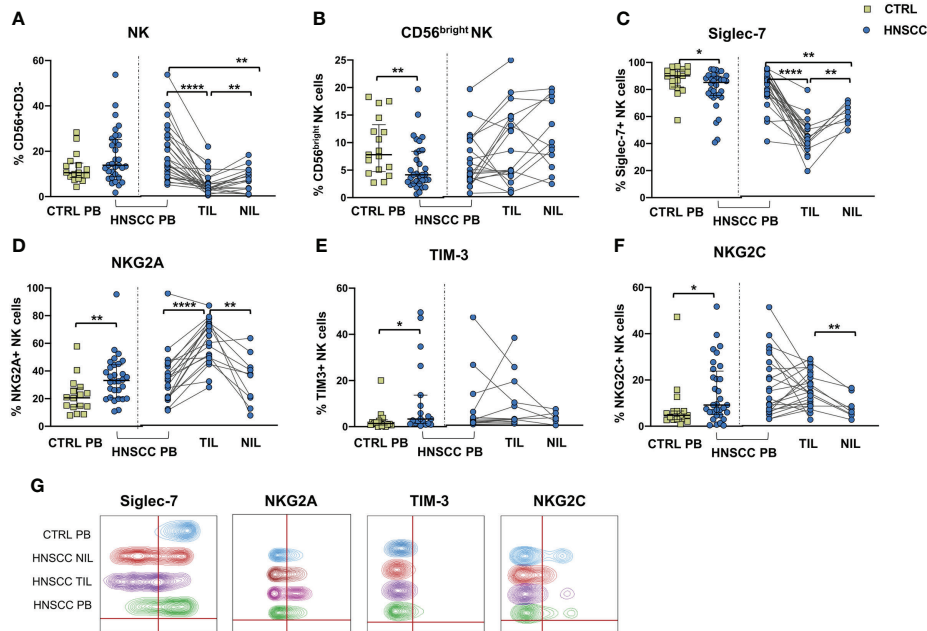 CTRL
HNSCC
A
NK
% CD56+CD3-
60
40
20
0
**
**** **
CTRL PB HNSCC PB TIL NIL
B
CD56bright NK
% CD56bright NK cells
25
20
15
10
5
0
**
CTRL PB HNSCC PB TIL NIL
C
Siglec-7
% Siglec-7+ NK cells
100
80
60
40
20
0
* **
**** **
CTRL PB HNSCC PB TIL NIL
D
NKG2A
% NKG2A+ NK cells
100
80
60
40
20
0
** **** **
CTRL PB HNSCC PB TIL NIL
E
TIM-3
% TIM3+ NK cells
60
40
20
0
*
CTRL PB HNSCC PB TIL NIL
F
NKG2C
% NKG2C+ NK cells
60
40
20
0
* **
CTRL PB HNSCC PB TIL NIL
G
Siglec-7 NKG2A TIM-3 NKG2C
CTRL PB
HNSCC NIL
HNSCC TIL
HNSCC PB